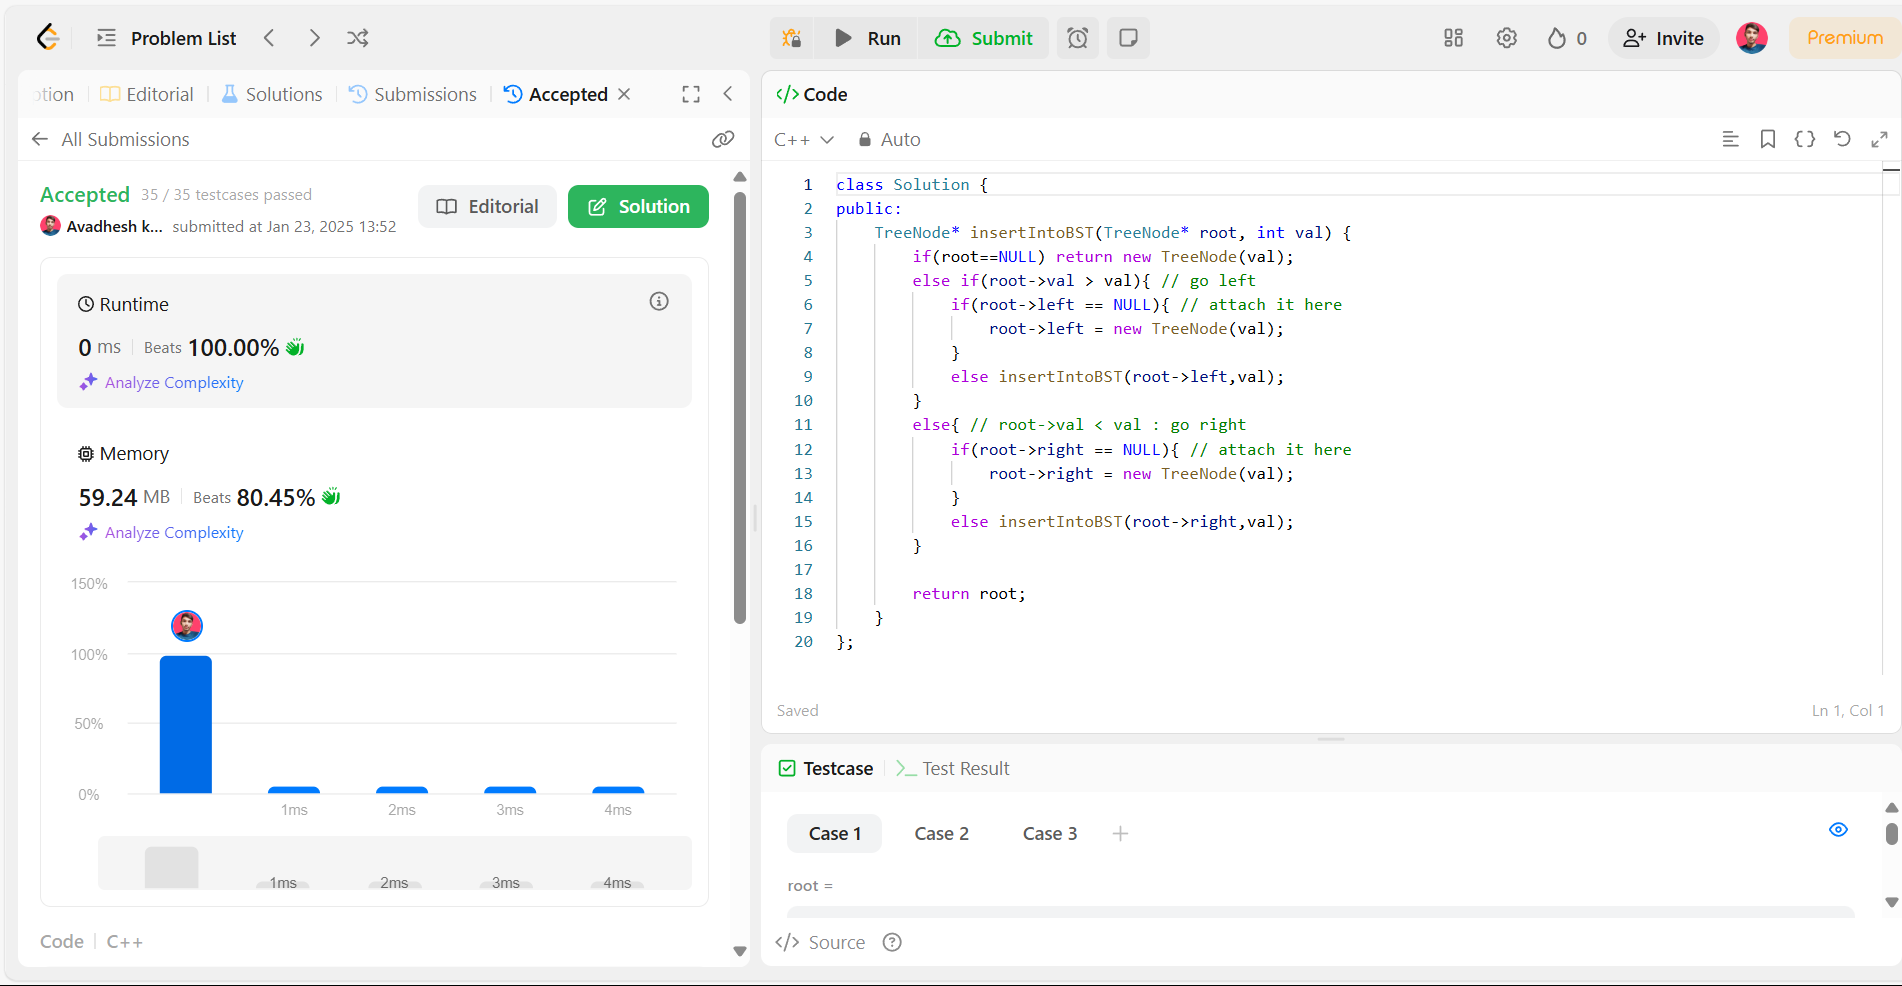 Problem List
Run
Submit
0
Invite
Premium
otion
Editorial
Solutions
Submissions
Accepted
All Submissions
Accepted 35 / 35 testcases passed
Avadhesh k... submitted at Jan 23, 2025 13:52
Editorial
Solution
Runtime
0 ms Beats 100.00%
Analyze Complexity
Memory
59.24 MB Beats 80.45%
Analyze Complexity
150%
100%
50%
0%
1ms 2ms 3ms 4ms
1ms 2ms 3ms 4ms
Code C++
</> Code
C++ Auto
1 class Solution {
2 public:
3 TreeNode* insertIntoBST(TreeNode* root, int val) {
4 if(root==NULL) return new TreeNode(val);
5 else if(root->val > val){ // go left
6 if(root->left == NULL){ // attach it here
7 root->left = new TreeNode(val);
8 }
9 else insertIntoBST(root->left,val);
10 }
11 else{ // root->val < val : go right
12 if(root->right == NULL){ // attach it here
13 root->right = new TreeNode(val);
14 }
15 else insertIntoBST(root->right,val);
16 }
17
18 return root;
19 }
20 };
Saved
Ln 1, Col 1
Testcase
Test Result
Case 1 Case 2 Case 3 +
root =
</> Source